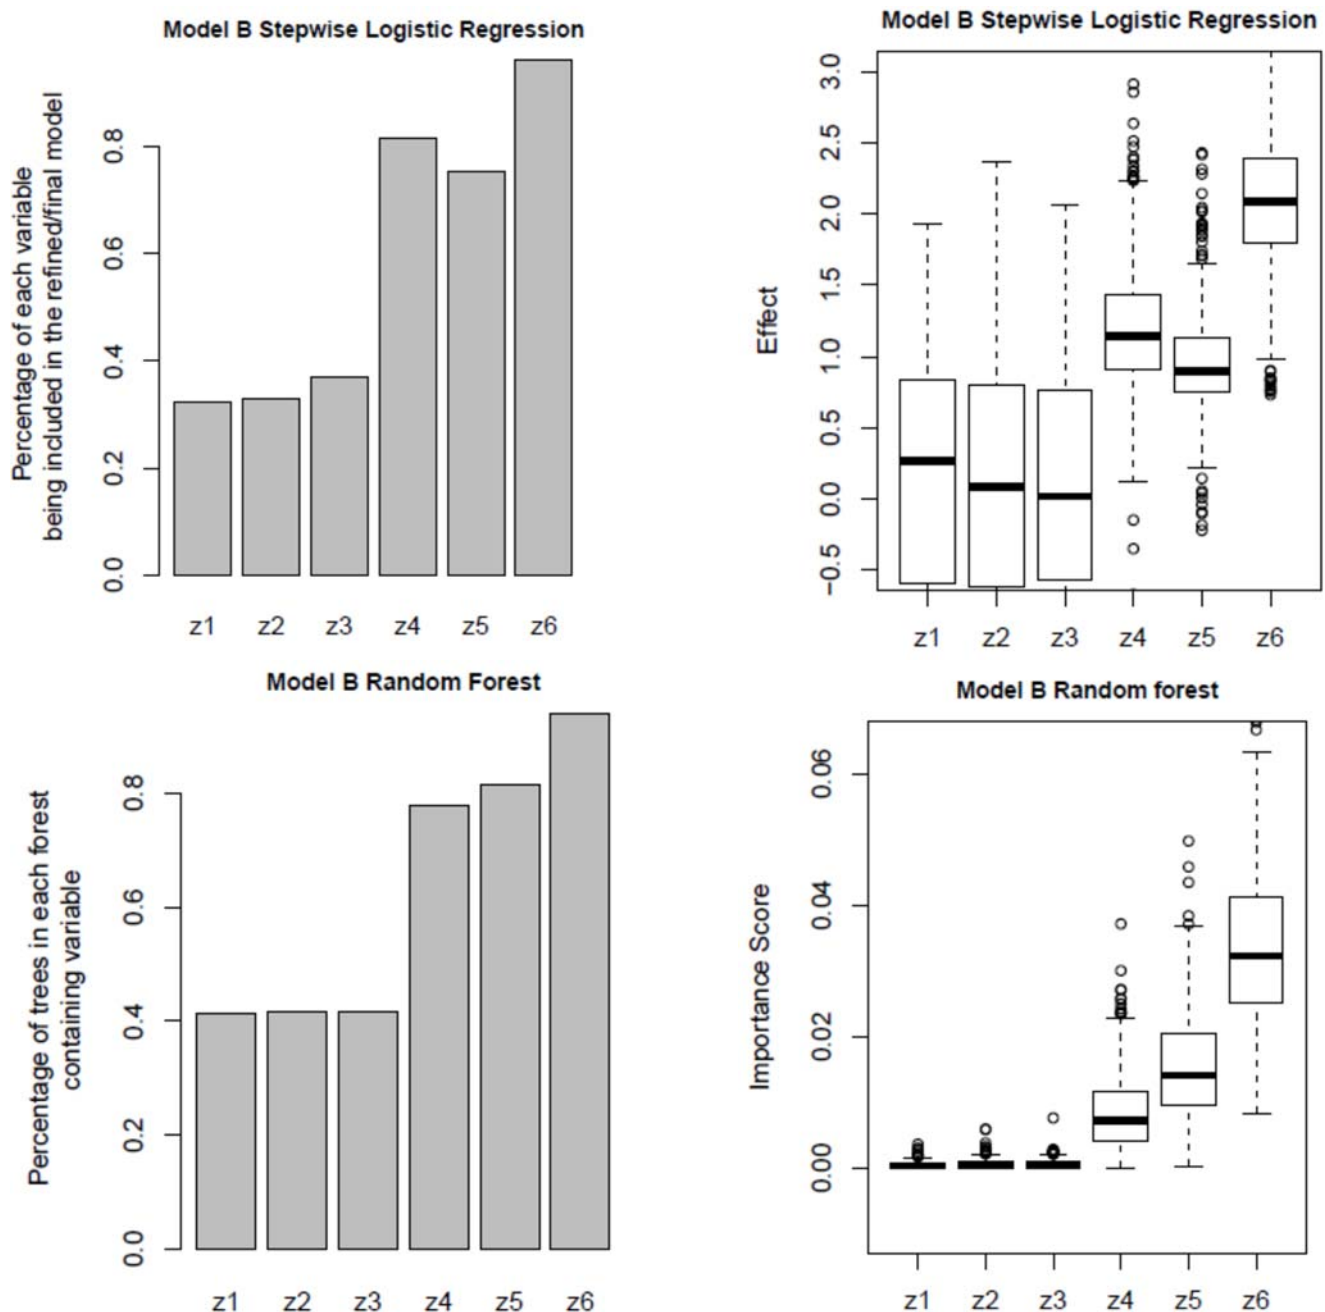 Model B Stepwise Logistic Regression
Percentage of each variable
being included in the refined/final model
0.0
0.2
0.4
0.6
0.8
z1 z2 z3 z4 z5 z6
Model B Stepwise Logistic Regression
Effect
3.0
2.5
2.0
1.5
1.0
0.5
0.0
−0.5
z1 z2 z3 z4 z5 z6
Model B Random Forest
Percentage of trees in each forest
containing variable
0.0
0.2
0.4
0.6
0.8
z1 z2 z3 z4 z5 z6
Model B Random forest
Importance Score
0.06
0.04
0.02
0.00
z1 z2 z3 z4 z5 z6